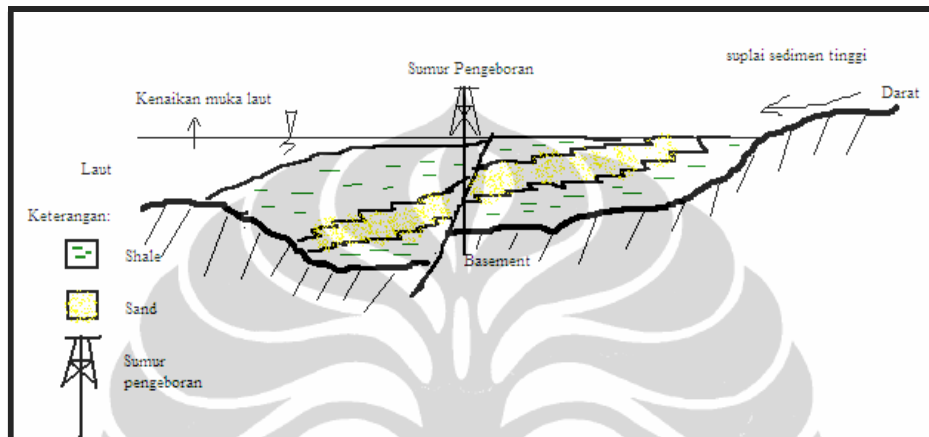 suplai sedimen tinggi
Sumur Pengeboran
Kenaikan muka laut
Darat
Laut
Keterangan:
Shale
Basement
Sand
Sumur
pengeboran